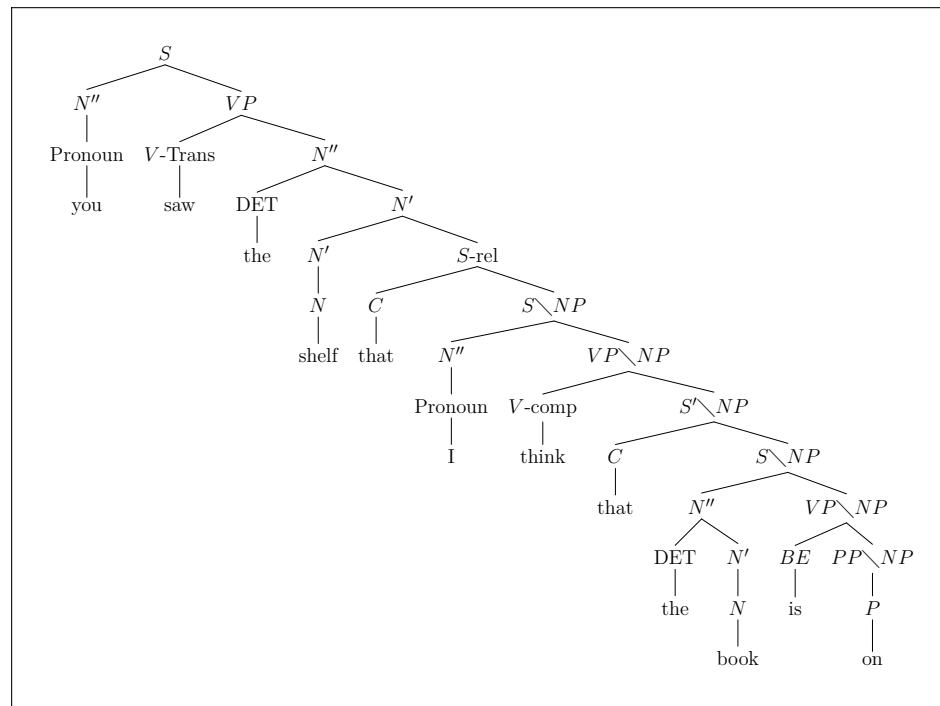 S
N″ VP
Pronoun V-Trans N″
you saw DET N′
the N′ S-rel
N C S\NP
shelf that N″ VP\NP
Pronoun V-comp S′\NP
I think C S\NP
that N″ VP\NP
DET N′ BE PP\NP
the N is P
book on